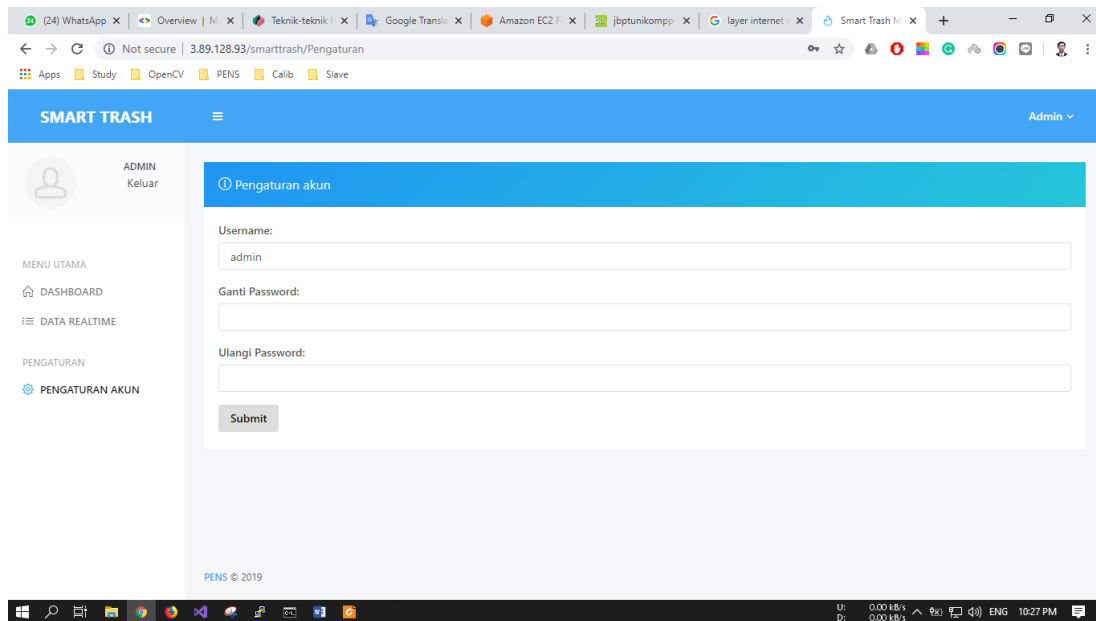 (24) WhatsApp
Overview | M
Teknik-teknik
Google Transla
Amazon EC2
jbptunikompp
layer internet
Smart Trash M
Not secure | 3.89.128.93/smarttrash/Pengaturan
Apps Study OpenCV PENS Calib Slave
SMART TRASH
Admin
ADMIN
Keluar
Pengaturan akun
Username:
admin
MENU UTAMA
DASHBOARD
DATA REALTIME
PENGATURAN
PENGATURAN AKUN
Ganti Password:
Ulangi Password:
Submit
PENS © 2019
U: 0.00 kB/s
D: 0.00 kB/s
ENG 10:27 PM